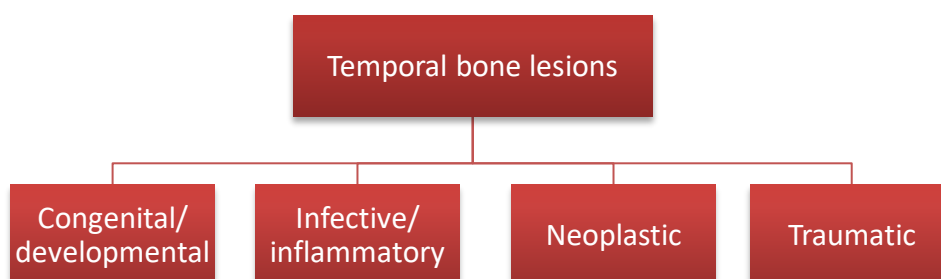 Temporal bone lesions
Congenital/
developmental
Infective/
inflammatory
Neoplastic
Traumatic